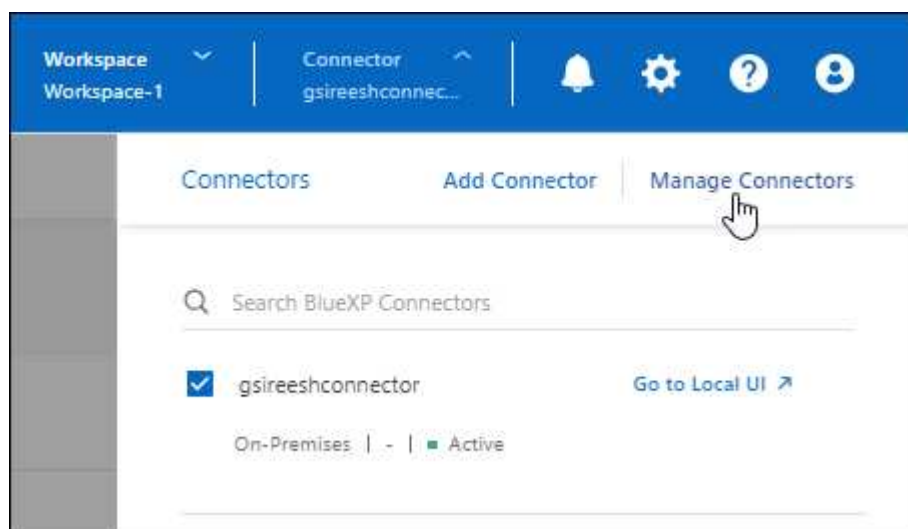 Workspace
Workspace-1
Connector
gsireeshconnec...
Connectors
Add Connector
Manage Connectors
Search BlueXP Connectors
gsireeshconnector
Go to Local UI
On-Premises | - | Active